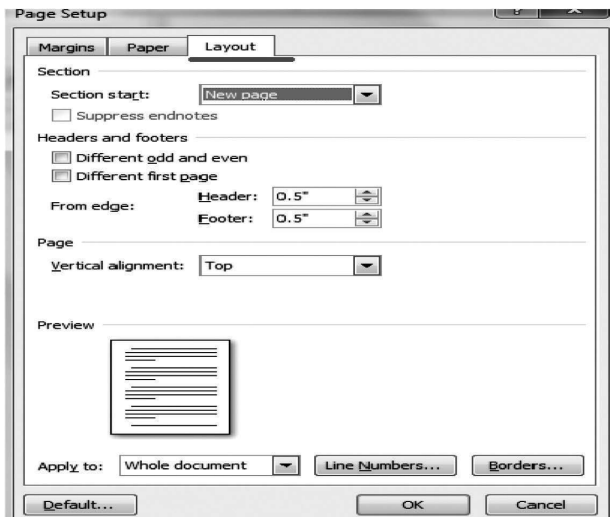 Page Setup
? X
Margins Paper Layout
Section
Section start: New page
Suppress endnotes
Headers and footers
Different odd and even
Different first page
From edge:
Header: 0.5"
Footer: 0.5"
Page
Vertical alignment: Top
Preview
Apply to: Whole document Line Numbers... Borders...
Default... OK Cancel